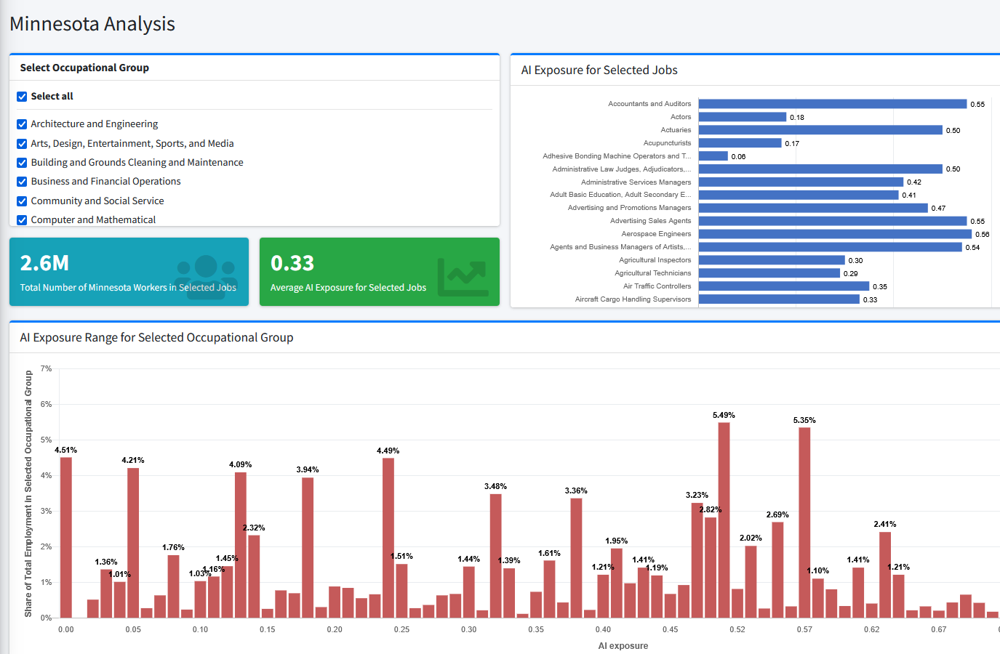 Minnesota Analysis
Select Occupational Group
Select all
Architecture and Engineering
Arts, Design, Entertainment, Sports, and Media
Building and Grounds Cleaning and Maintenance
Business and Financial Operations
Community and Social Service
Computer and Mathematical
2.6M
Total Number of Minnesota Workers in Selected Jobs
0.33
Average AI Exposure for Selected Jobs
AI Exposure for Selected Jobs
Accountants and Auditors 0.55
Actors 0.18
Actuaries 0.50
Acupuncturists 0.17
Adhesive Bonding Machine Operators and T... 0.06
Administrative Law Judges, Adjudicators,... 0.50
Administrative Services Managers 0.42
Adult Basic Education, Adult Secondary E... 0.41
Advertising and Promotions Managers 0.47
Advertising Sales Agents 0.55
Aerospace Engineers 0.56
Agents and Business Managers of Artists,... 0.54
Agricultural Inspectors 0.30
Agricultural Technicians 0.29
Air Traffic Controllers 0.35
Aircraft Cargo Handling Supervisors 0.33
AI Exposure Range for Selected Occupational Group
Share of Total Employment in Selected Occupational Group
7%
6%
5%
4%
3%
2%
1%
0%
4.51%
1.36%
1.01%
4.21%
1.76%
1.03%
1.16%
1.45%
4.09%
2.32%
3.94%
4.49%
1.51%
1.44%
3.48%
1.39%
1.61%
3.36%
1.21%
1.95%
1.41%
1.19%
3.23%
2.82%
5.49%
2.02%
2.69%
5.35%
1.10%
1.41%
2.41%
1.21%
0.00 0.05 0.10 0.15 0.20 0.25 0.30 0.35 0.40 0.45 0.52 0.57 0.62 0.67
AI exposure